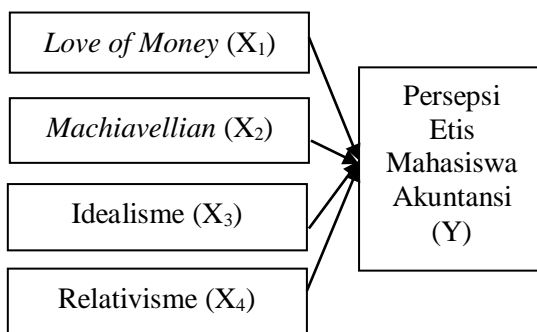 Love of Money (X₁)
Machiavellian (X₂)
Idealisme (X₃)
Relativisme (X₄)
Persepsi
Etis
Mahasiswa
Akuntansi
(Y)